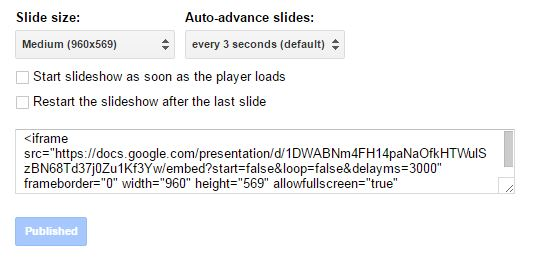 Slide size: Auto-advance slides:
Medium (960x569) every 3 seconds (default)
Start slideshow as soon as the player loads
Restart the slideshow after the last slide
<iframe
src="https://docs.google.com/presentation/d/1DWABNm4FH14paNaOfkHTWulS
zBN68Td37j0Zu1Kf3Yw/embed?start=false&loop=false&delayms=3000"
frameborder="0" width="960" height="569" allowfullscreen="true"
Published